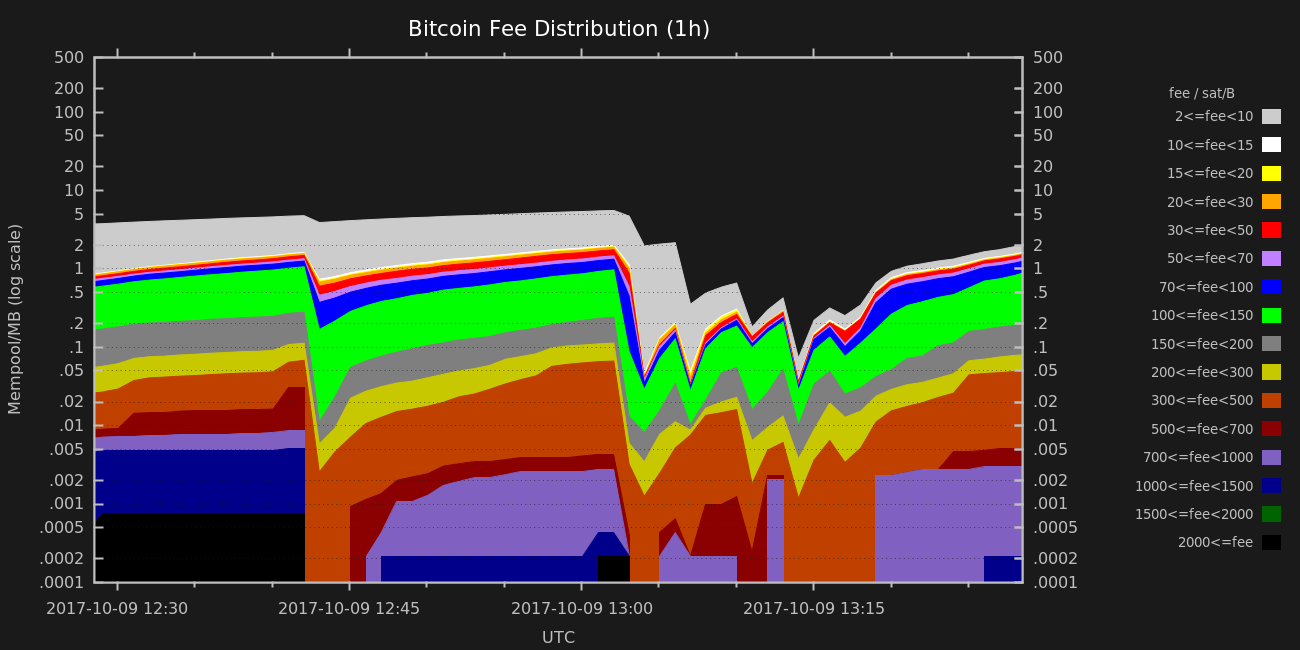 Bitcoin Fee Distribution (1h)
500
200
100
50
20
10
5
2
1
.5
.2
.1
.05
.02
.01
.005
.002
.001
.0005
.0002
.0001
Mempool/MB (log scale)
500
200
100
50
20
10
5
2
1
.5
.2
.1
.05
.02
.01
.005
.002
.001
.0005
.0002
.0001
2017-10-09 12:30
2017-10-09 12:45
2017-10-09 13:00
2017-10-09 13:15
UTC
fee / sat/B
2<=fee<10
10<=fee<15
15<=fee<20
20<=fee<30
30<=fee<50
50<=fee<70
70<=fee<100
100<=fee<150
150<=fee<200
200<=fee<300
300<=fee<500
500<=fee<700
700<=fee<1000
1000<=fee<1500
1500<=fee<2000
2000<=fee